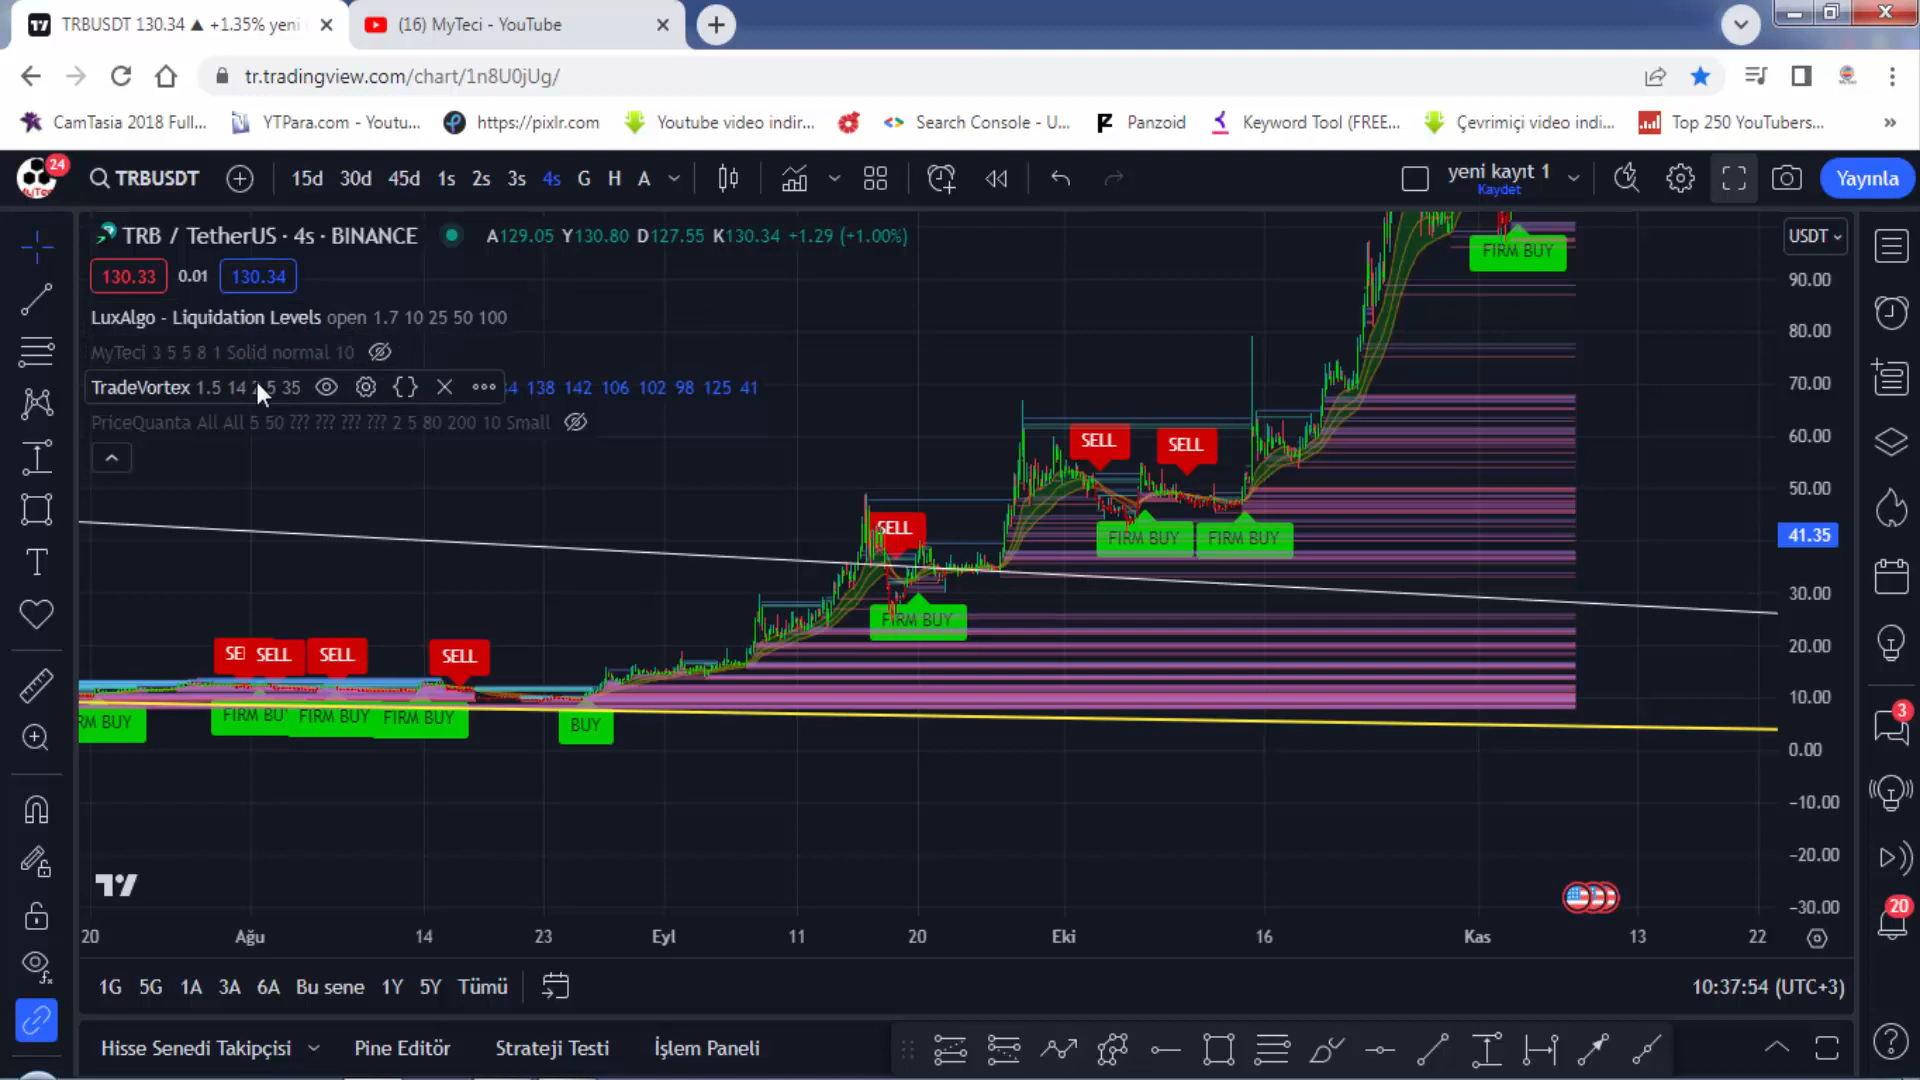 TRBUSDT 130.34 ▲ +1.35% yeni
(16) MyTeci - YouTube
tr.tradingview.com/chart/1n8U0jUg/
CamTasia 2018 Full...
YTPara.com - Youtu...
https://pixlr.com
Youtube video indir...
Search Console - U...
Panzoid
Keyword Tool (FREE...
Çevrimiçi video indi...
Top 250 YouTubers...
»
24
TRBUSDT
15d 30d 45d 1s 2s 3s 4s G H A
yeni kayıt 1
Kaydet
Yayınla
TRB / TetherUS · 4s · BINANCE
A129.05 Y130.80 D127.55 K130.34 +1.29 (+1.00%)
USDT
130.33 0.01 130.34
LuxAlgo - Liquidation Levels open 1.7 10 25 50 100
MyTeci 3 5 5 8 1 Solid normal 10
TradeVortex 1.5 14 5 35
138 142 106 102 98 125 41
PriceQuanta All All 5 50 ??? ??? ??? ??? 2 5 80 200 10 Small
FIRM BUY
SELL
SELL
SELL
FIRM BUY
FIRM BUY
FIRM BUY
SE
SELL
SELL
SELL
RM BUY
FIRM BU
FIRM BUY
FIRM BUY
BUY
90.00
80.00
70.00
60.00
50.00
41.35
30.00
20.00
10.00
0.00
−10.00
−20.00
−30.00
3
20
20 Ağu 14 23 Eyl 11 20 Eki 16 Kas 13 22
1G 5G 1A 3A 6A Bu sene 1Y 5Y Tümü
10:37:54 (UTC+3)
Hisse Senedi Takipçisi
Pine Editör
Strateji Testi
İşlem Paneli